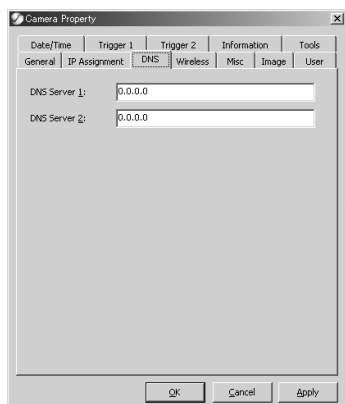 Camera Property
Date/Time Trigger 1 Trigger 2 Information Tools
General IP Assignment DNS Wireless Misc Image User
DNS Server 1: 0.0.0.0
DNS Server 2: 0.0.0.0
OK Cancel Apply